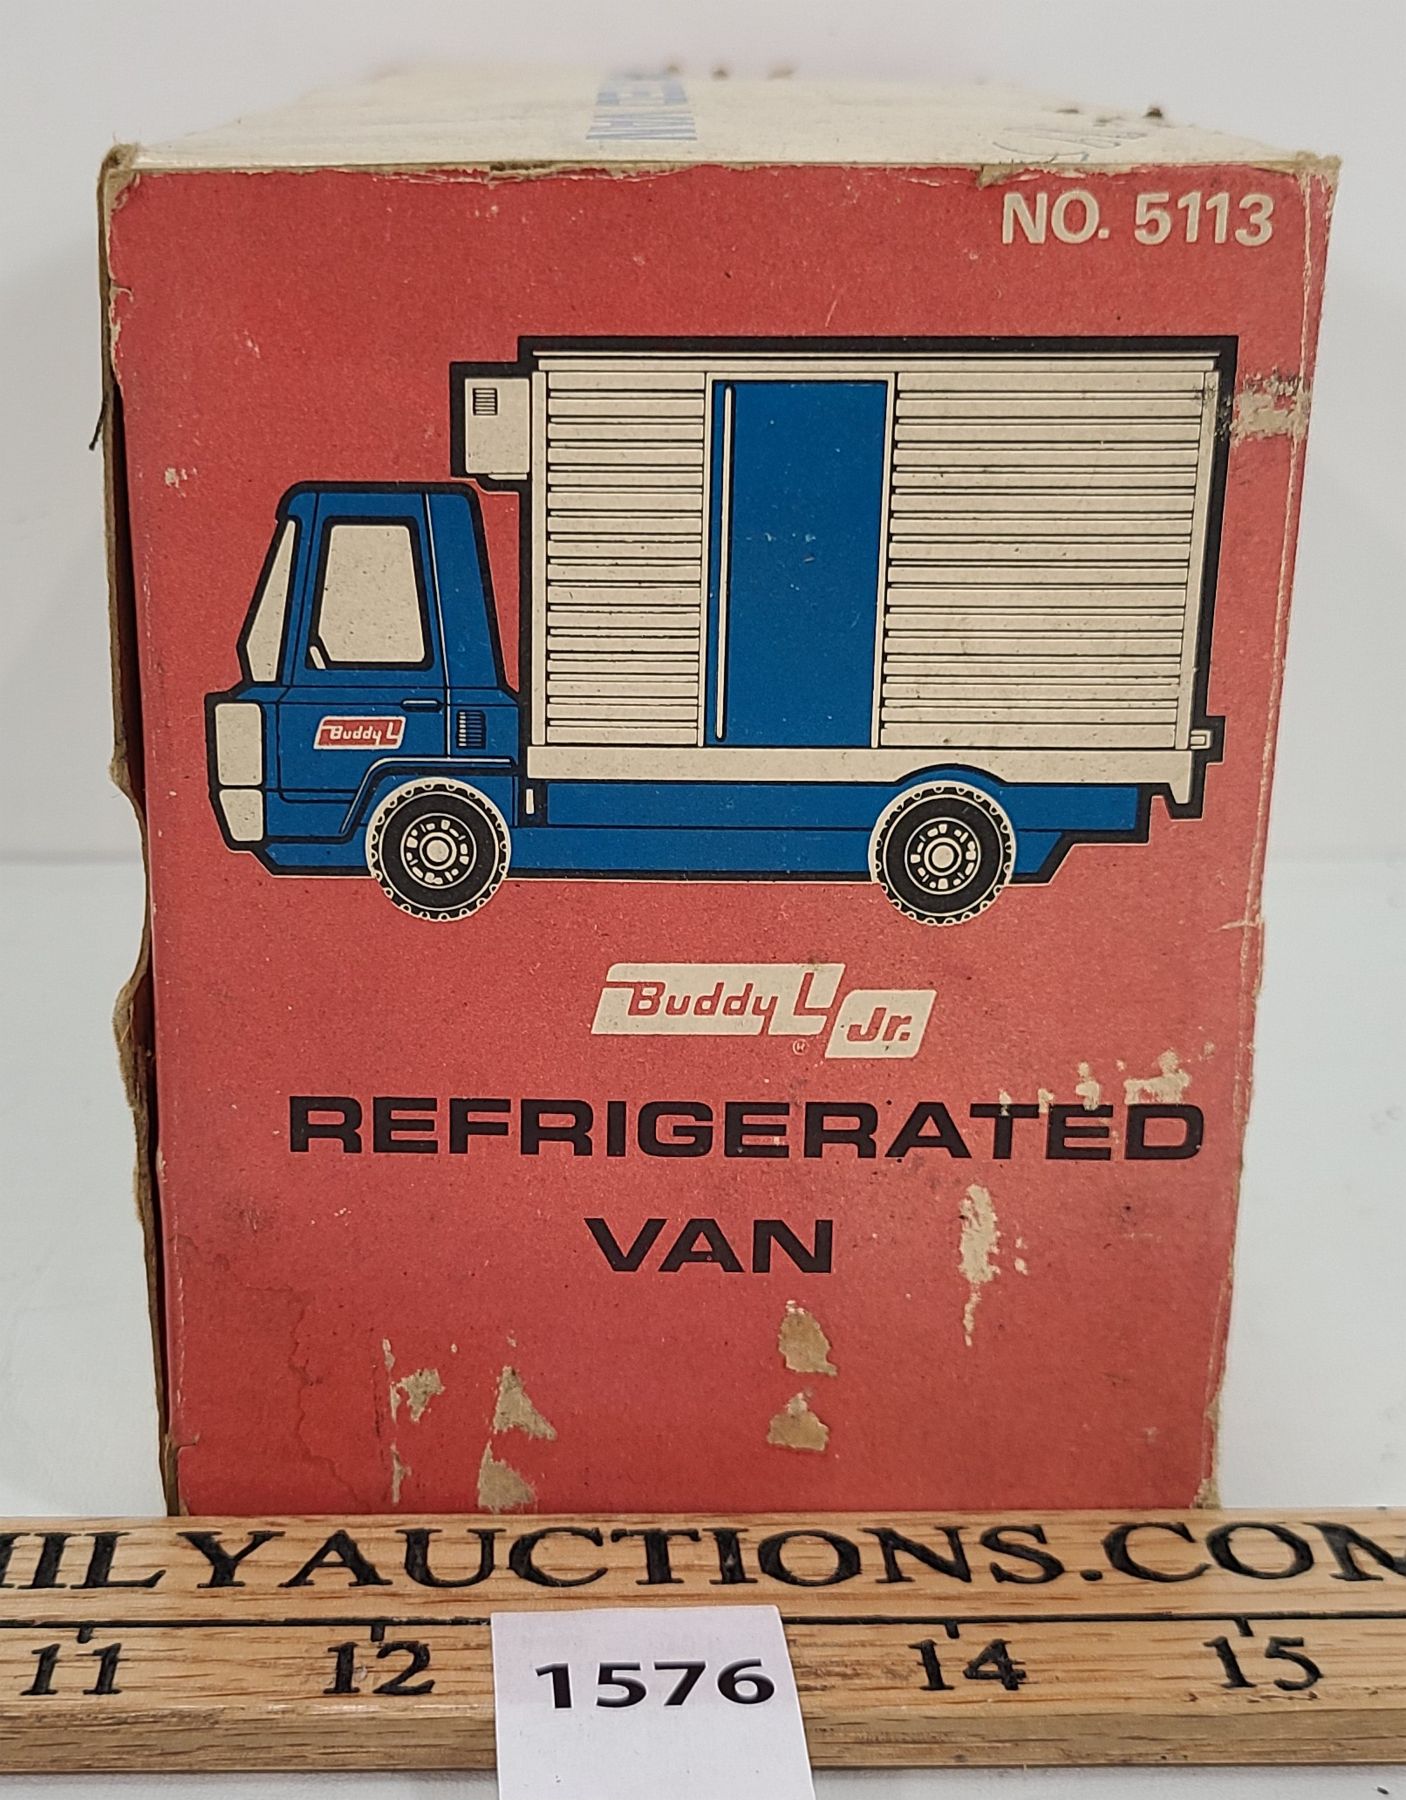 NO. 5113
Buddy L
Buddy L Jr.
®
REFRIGERATED
VAN
ILYAUCTIONS.COM
11 12 14 15
1576